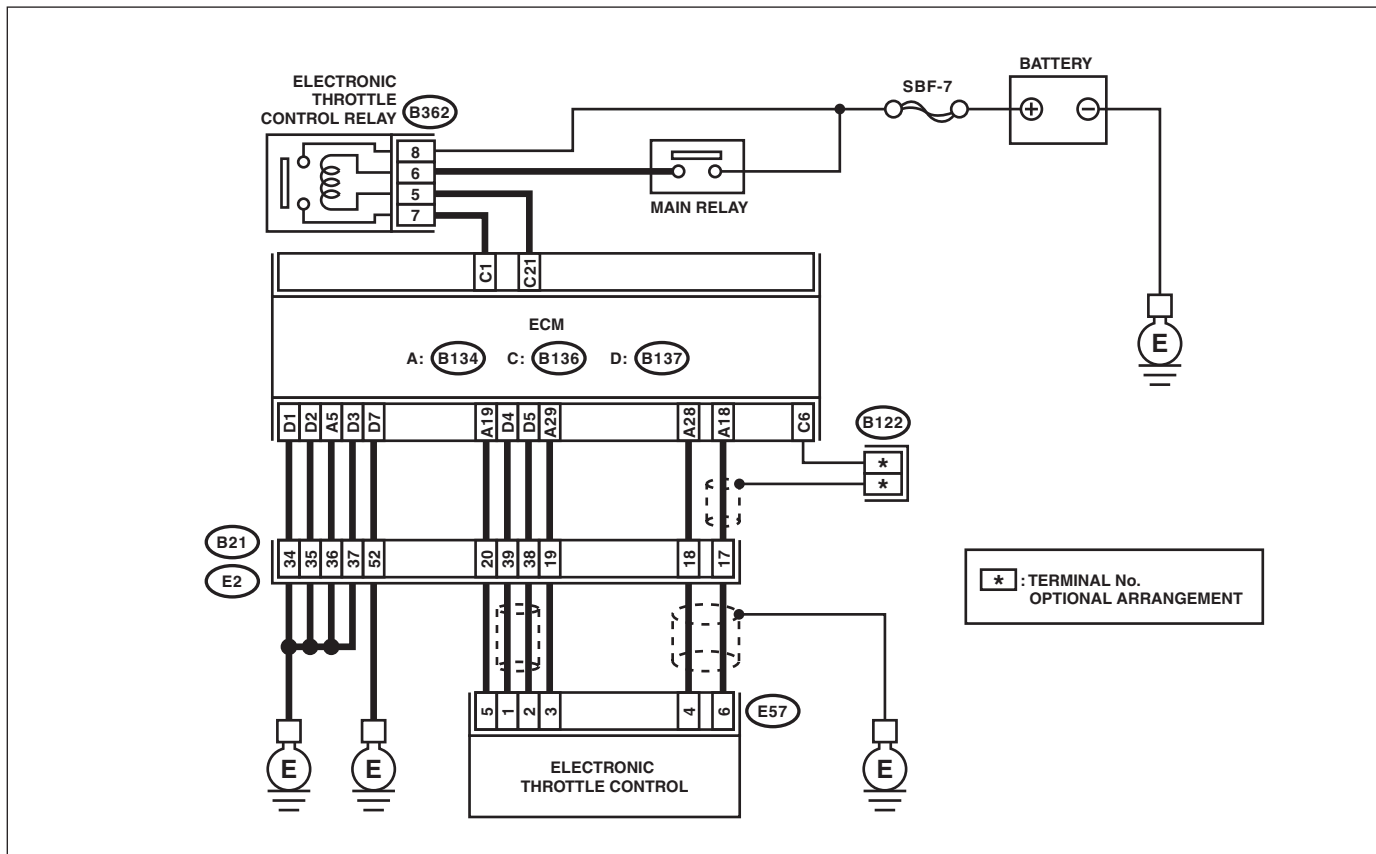 ELECTRONIC
THROTTLE
CONTROL RELAY
B362
8
6
5
7
SBF-7
BATTERY
+
−
MAIN RELAY
E
C1
C21
ECM
A: B134 C: B136 D: B137
D1 D2 A5 D3 D7 A19 D4 D5 A29 A28 A18 C6
B122
*
*
B21
E2
34 35 36 37 52 20 39 38 19 18 17
* : TERMINAL No.
OPTIONAL ARRANGEMENT
5 1 2 3 4 6
E57
E
E
ELECTRONIC
THROTTLE CONTROL
E